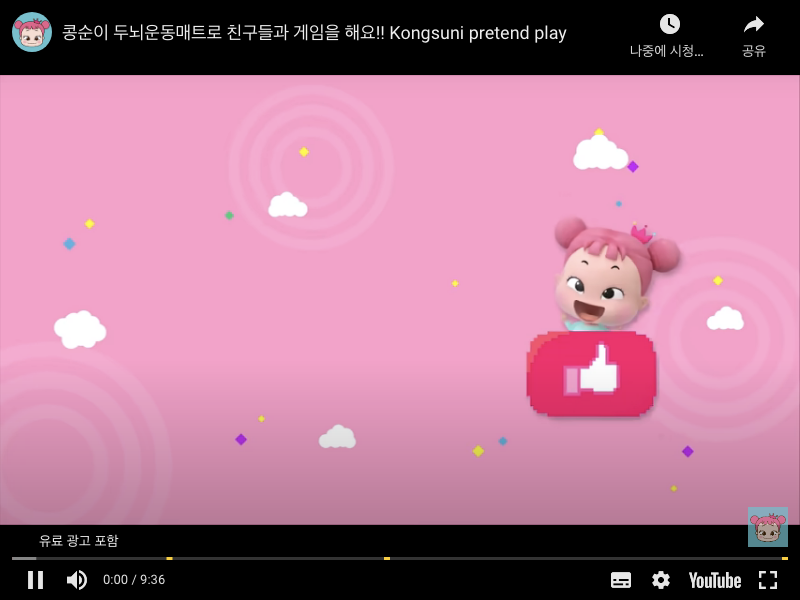 콩순이 두뇌운동매트로 친구들과 게임을 해요!! Kongsuni pretend play
나중에 시청...
공유
유료 광고 포함
0:00 / 9:36
YouTube